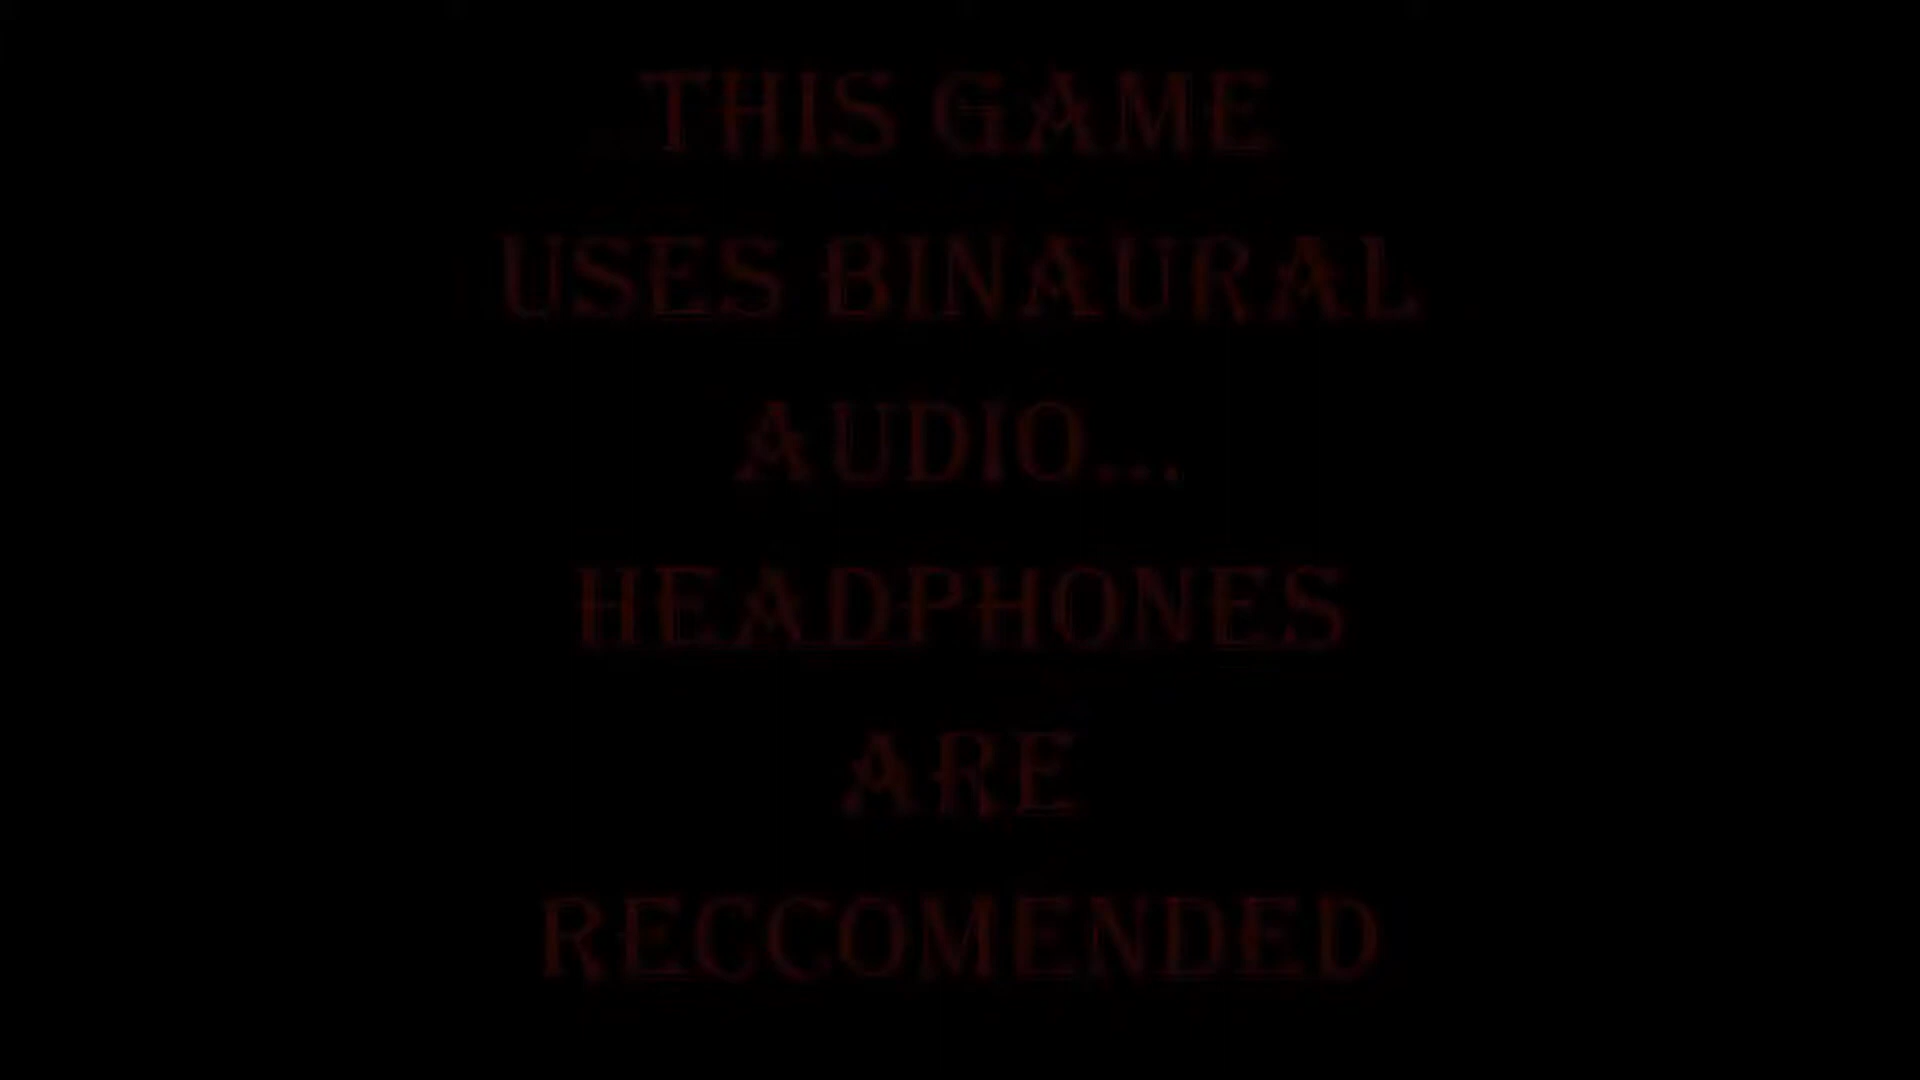 THIS GAME
USES BINAURAL
AUDIO...
HEADPHONES
ARE
RECCOMENDED